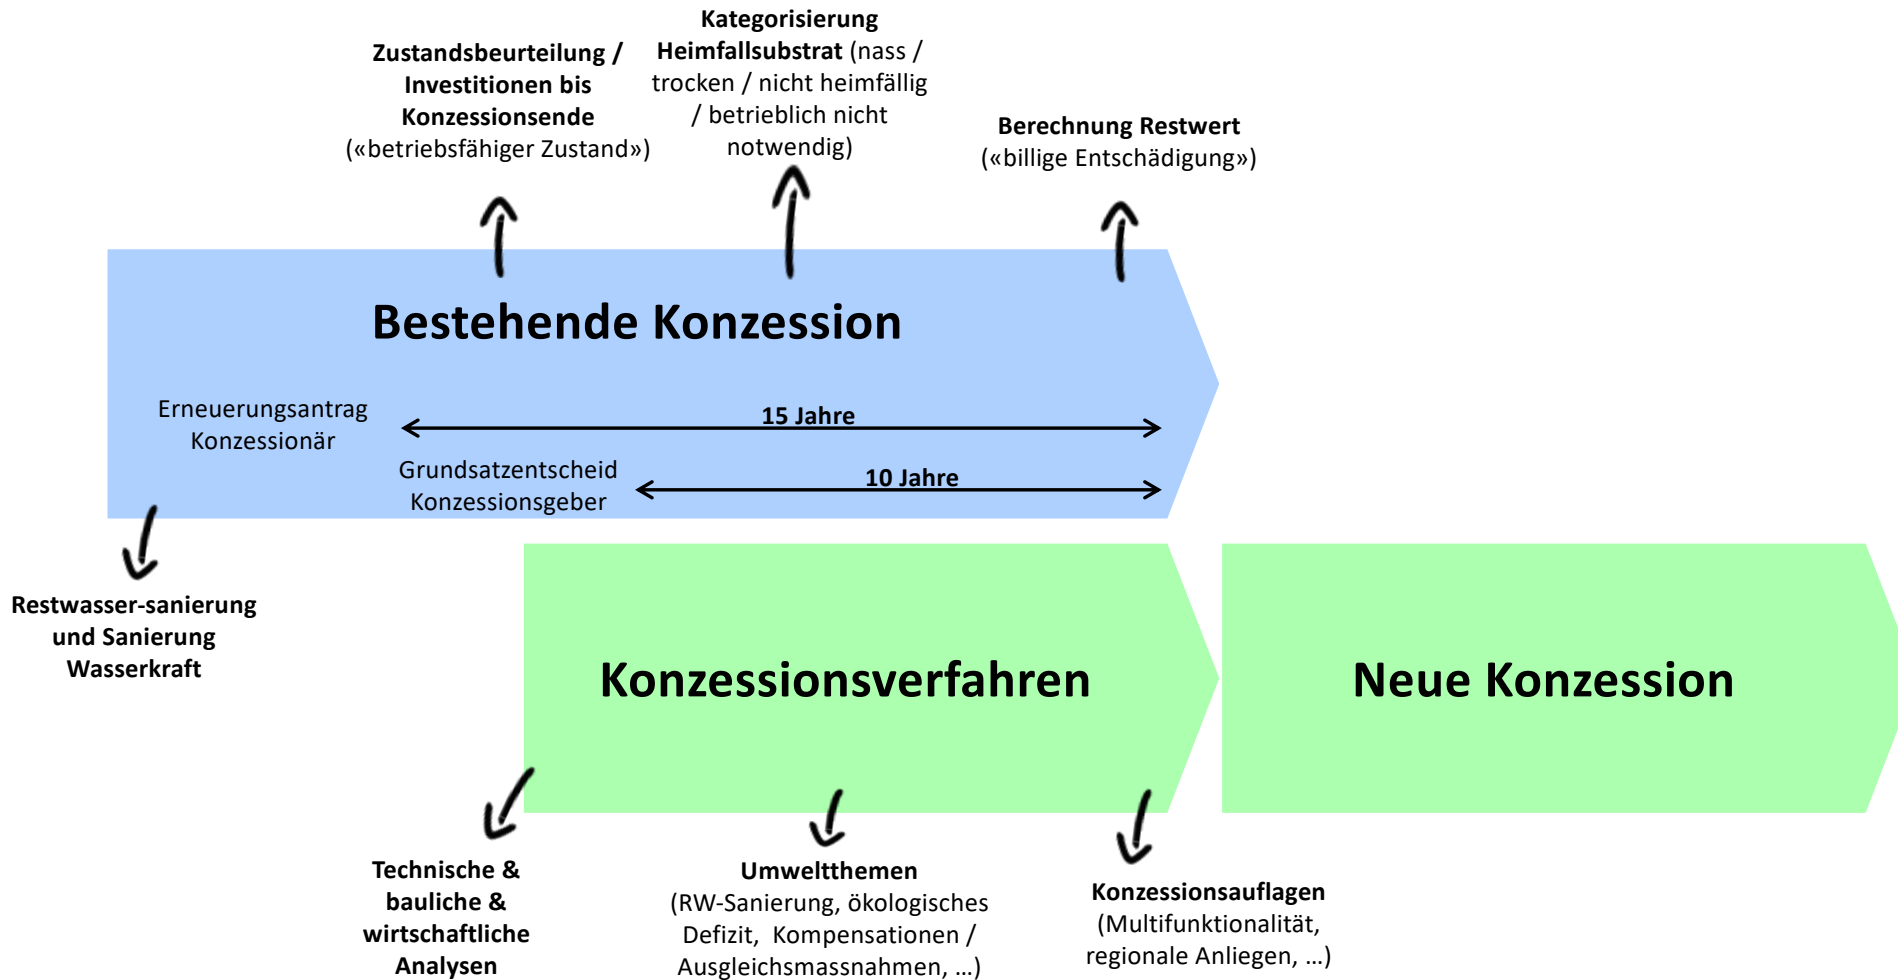 Kategorisierung
Heimfallsubstrat (nass /
trocken / nicht heimfällig
/ betrieblich nicht
notwendig)
Zustandsbeurteilung /
Investitionen bis
Konzessionsende
(«betriebsfähiger Zustand»)
Berechnung Restwert
(«billige Entschädigung»)
Bestehende Konzession
Erneuerungsantrag
Konzessionär
15 Jahre
Grundsatzentscheid
Konzessionsgeber
10 Jahre
Restwasser-sanierung
und Sanierung
Wasserkraft
Konzessionsverfahren
Neue Konzession
Technische &
bauliche &
wirtschaftliche
Analysen
Umweltthemen
(RW-Sanierung, ökologisches
Defizit, Kompensationen /
Ausgleichsmassnahmen, ...)
Konzessionsauflagen
(Multifunktionalität,
regionale Anliegen, ...)